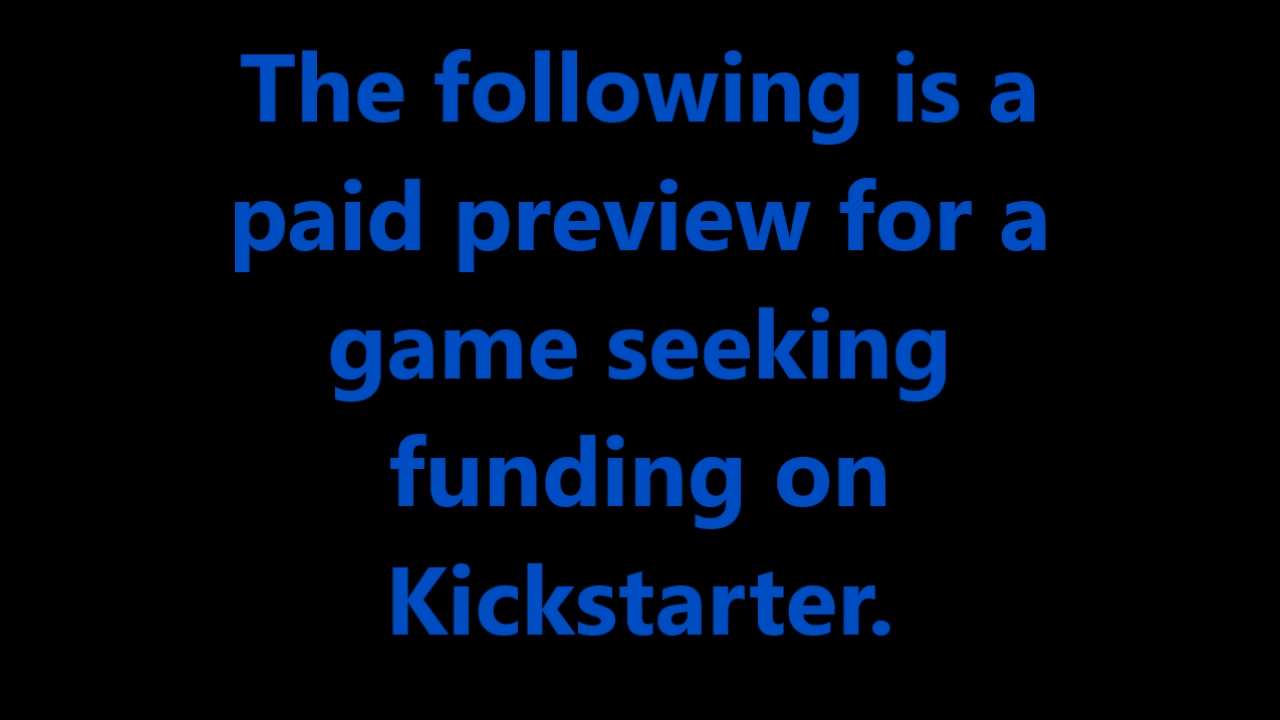 The following is a
paid preview for a
game seeking
funding on
Kickstarter.